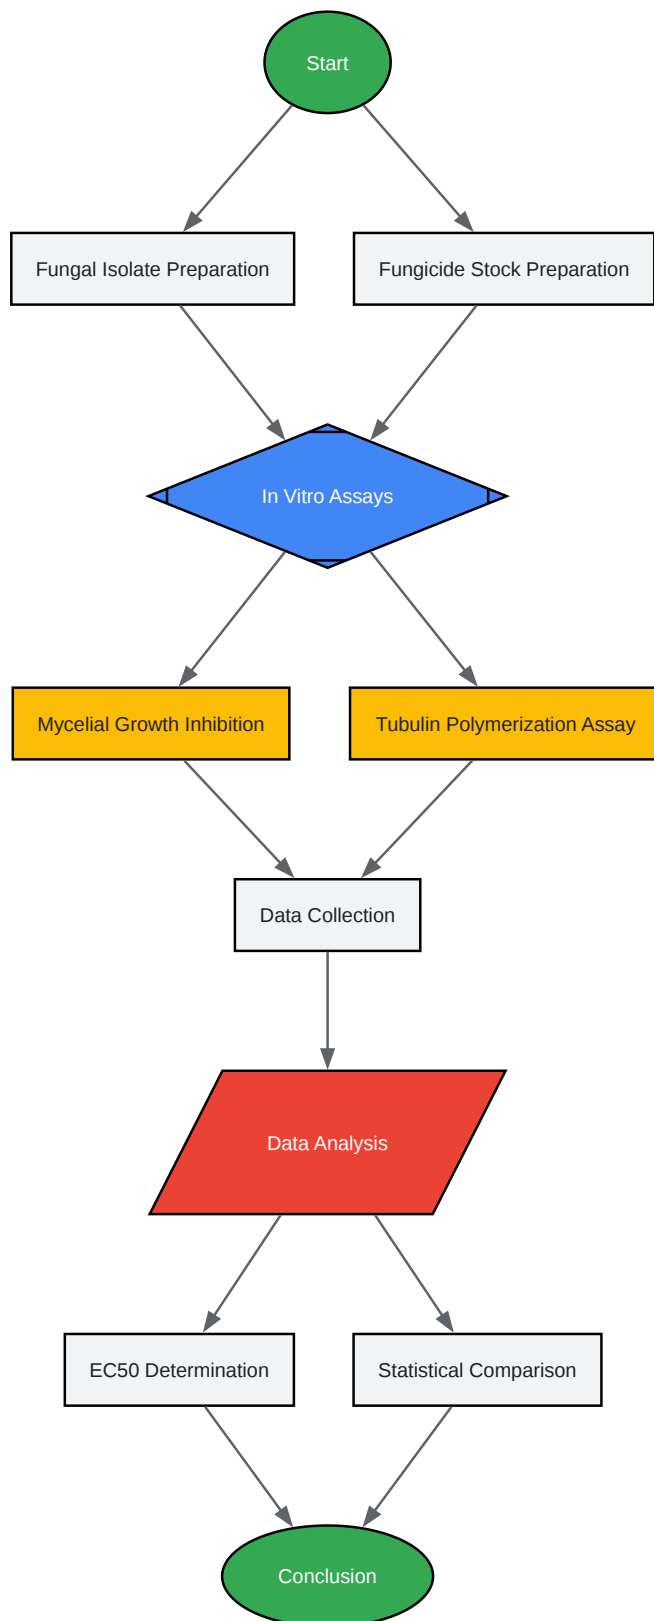 Start
Fungal Isolate Preparation
Fungicide Stock Preparation
In Vitro Assays
Mycelial Growth Inhibition
Tubulin Polymerization Assay
Data Collection
Data Analysis
EC50 Determination
Statistical Comparison
Conclusion